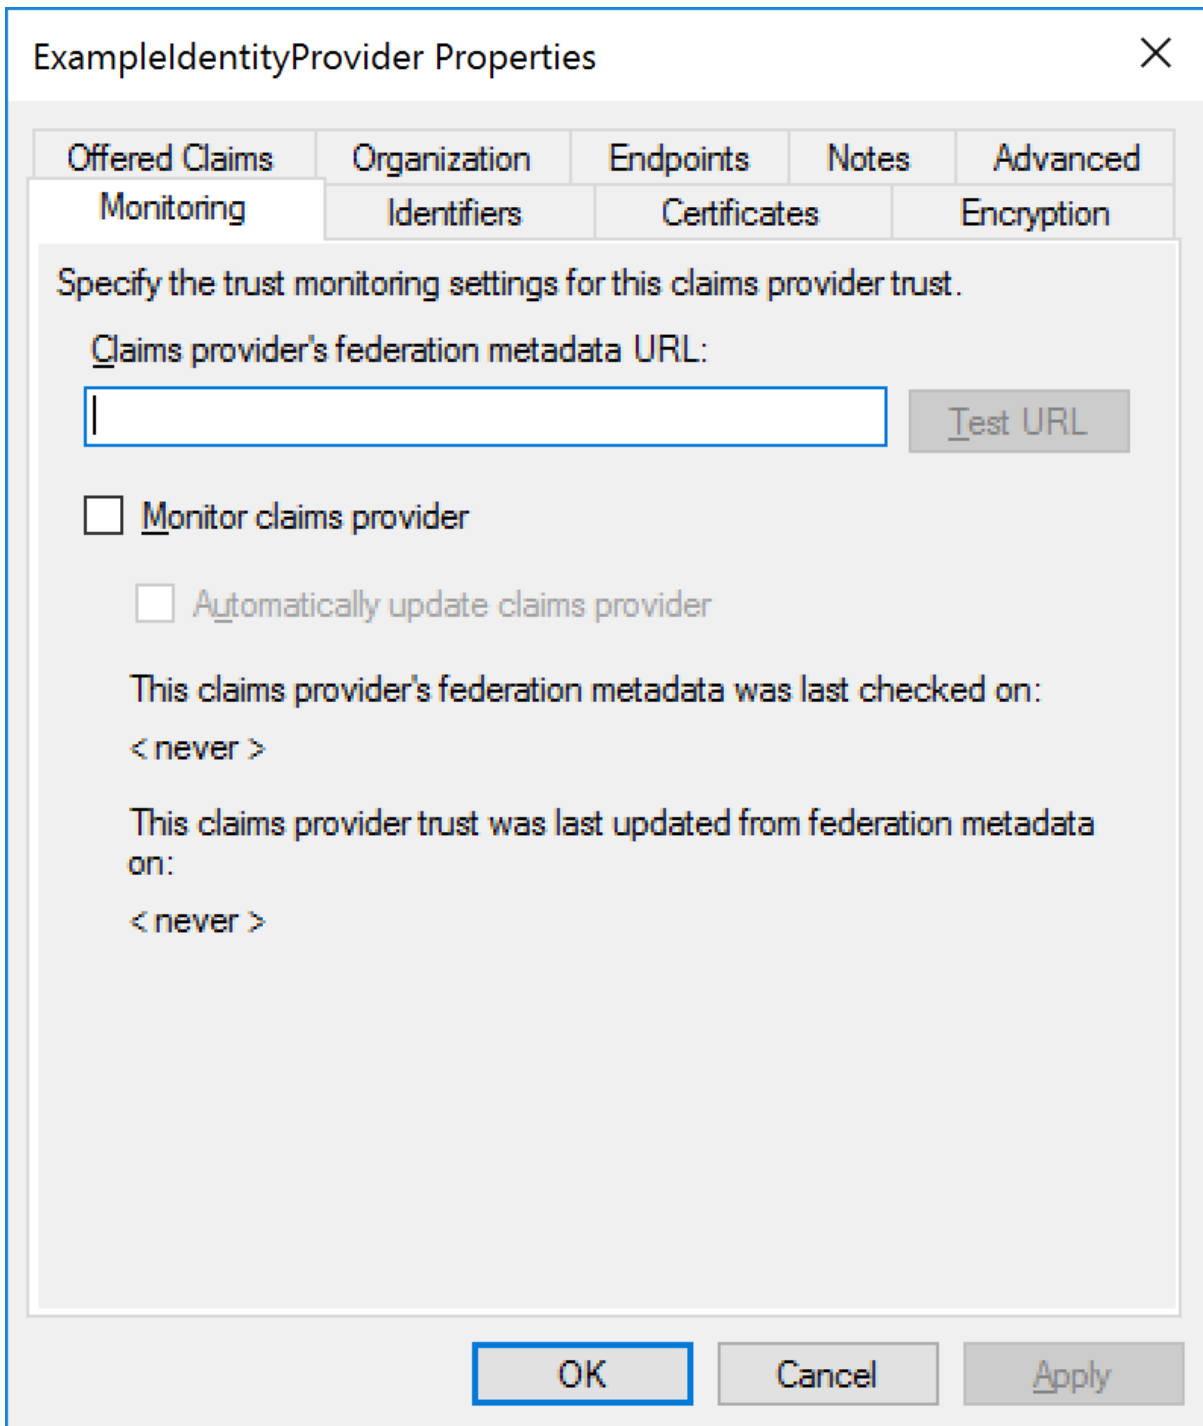 ExampleIdentityProvider Properties
Offered Claims Organization Endpoints Notes Advanced
Monitoring Identifiers Certificates Encryption
Specify the trust monitoring settings for this claims provider trust.
Claims provider's federation metadata URL:
Test URL
Monitor claims provider
Automatically update claims provider
This claims provider's federation metadata was last checked on:
< never >
This claims provider trust was last updated from federation metadata
on:
< never >
OK Cancel Apply